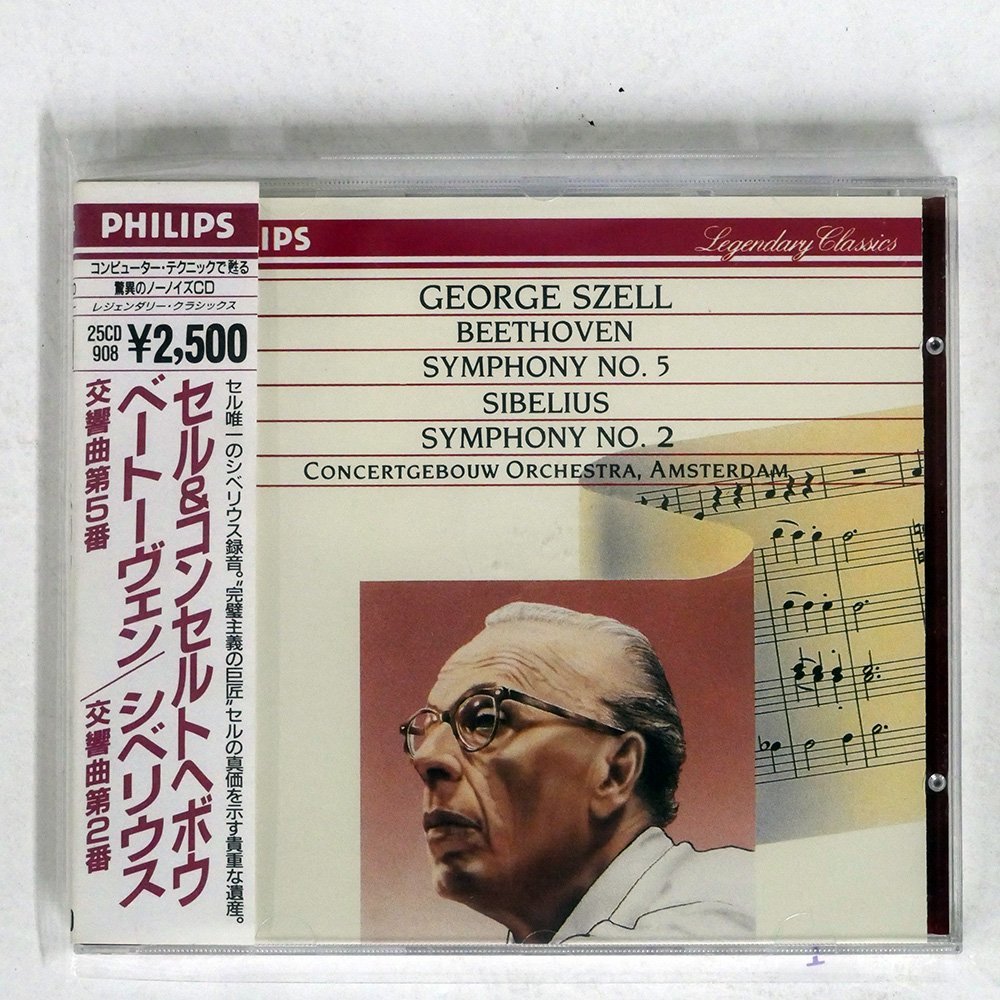 PHILIPS
コンピューター・テクニックで甦る
驚異のノーノイズCD
レジェンダリー・クラシックス
25CD
908
¥2,500
セル唯一のシベリウス録音。“完璧主義の巨匠”セルの真価を示す貴重な遺産。
セル&コンセルトヘボウ
ベートーヴェン/シベリウス
交響曲第5番/交響曲第2番
IPS
Legendary Classics
GEORGE SZELL
BEETHOVEN
SYMPHONY NO. 5
SIBELIUS
SYMPHONY NO. 2
CONCERTGEBOUW ORCHESTRA, AMSTERDAM